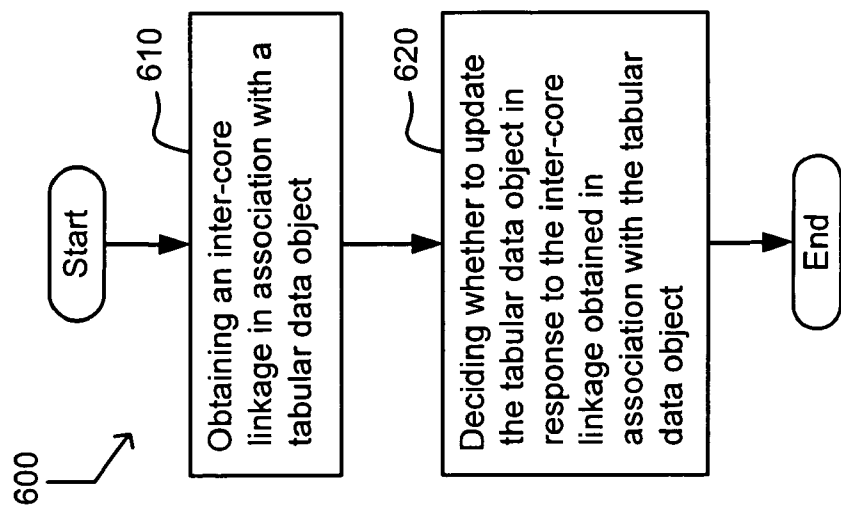 600
Start
610
Obtaining an inter-core
linkage in association with a
tabular data object
620
Deciding whether to update
the tabular data object in
response to the inter-core
linkage obtained in
association with the tabular
data object
End